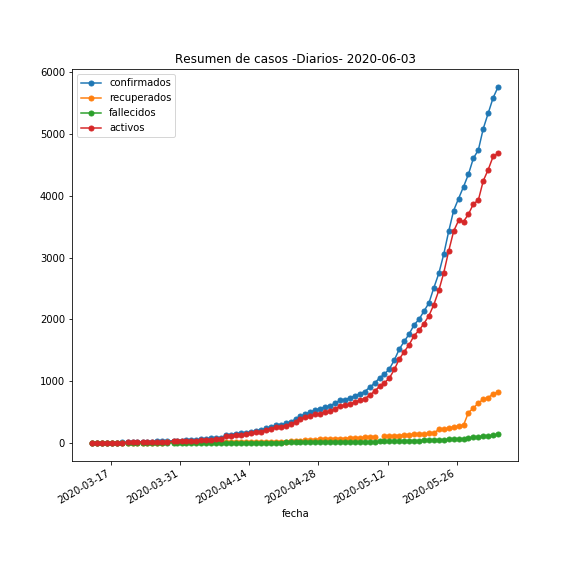 Resumen de casos -Diarios- 2020-06-03
confirmados
recuperados
fallecidos
activos
6000
5000
4000
3000
2000
1000
0
2020-03-17
2020-03-31
2020-04-14
2020-04-28
2020-05-12
2020-05-26
fecha